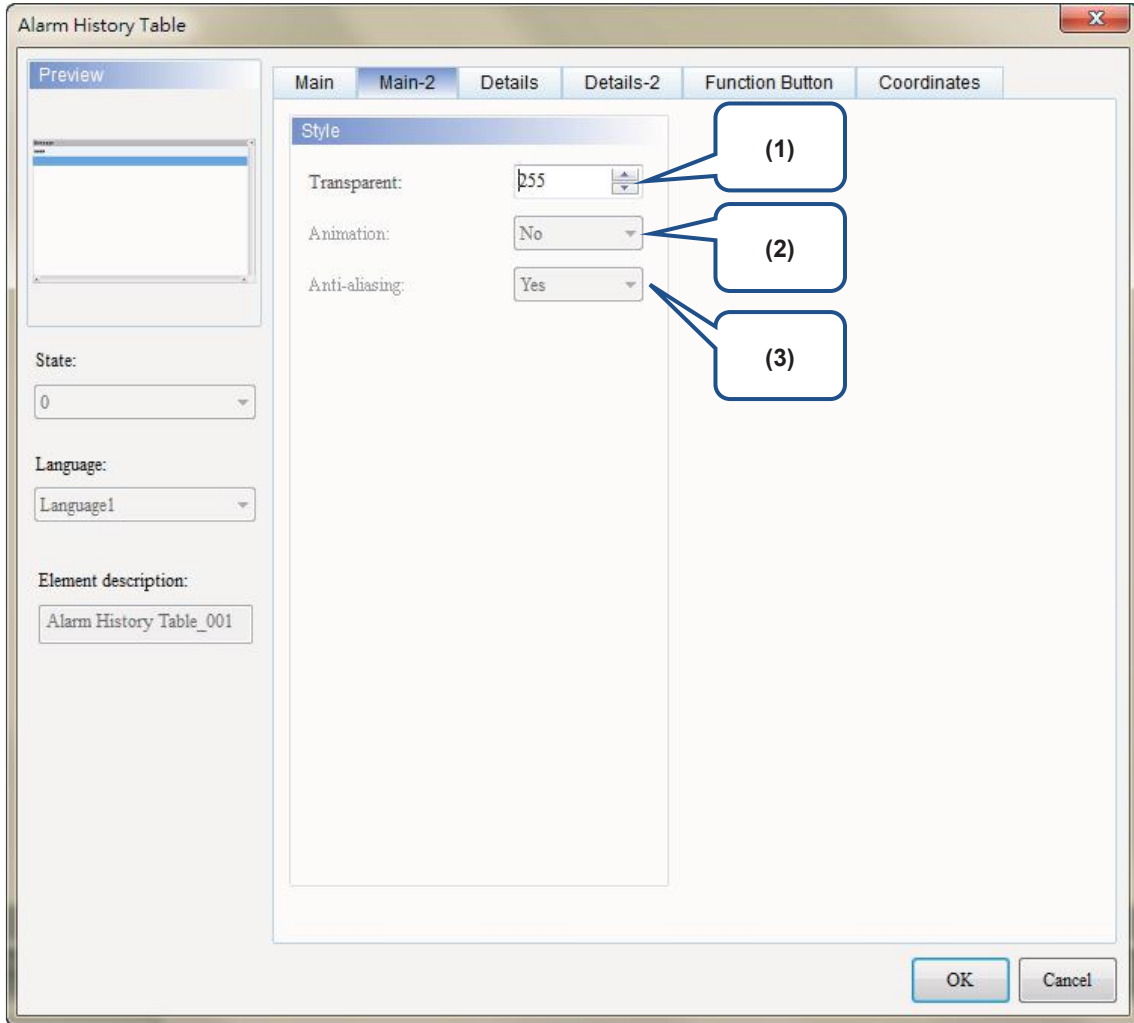 Alarm History Table
Preview
Main Main-2 Details Details-2 Function Button Coordinates
Style
Transparent: 255
(1)
Animation: No
(2)
Anti-aliasing: Yes
(3)
State:
0
Language:
Language1
Element description:
Alarm History Table_001
OK Cancel